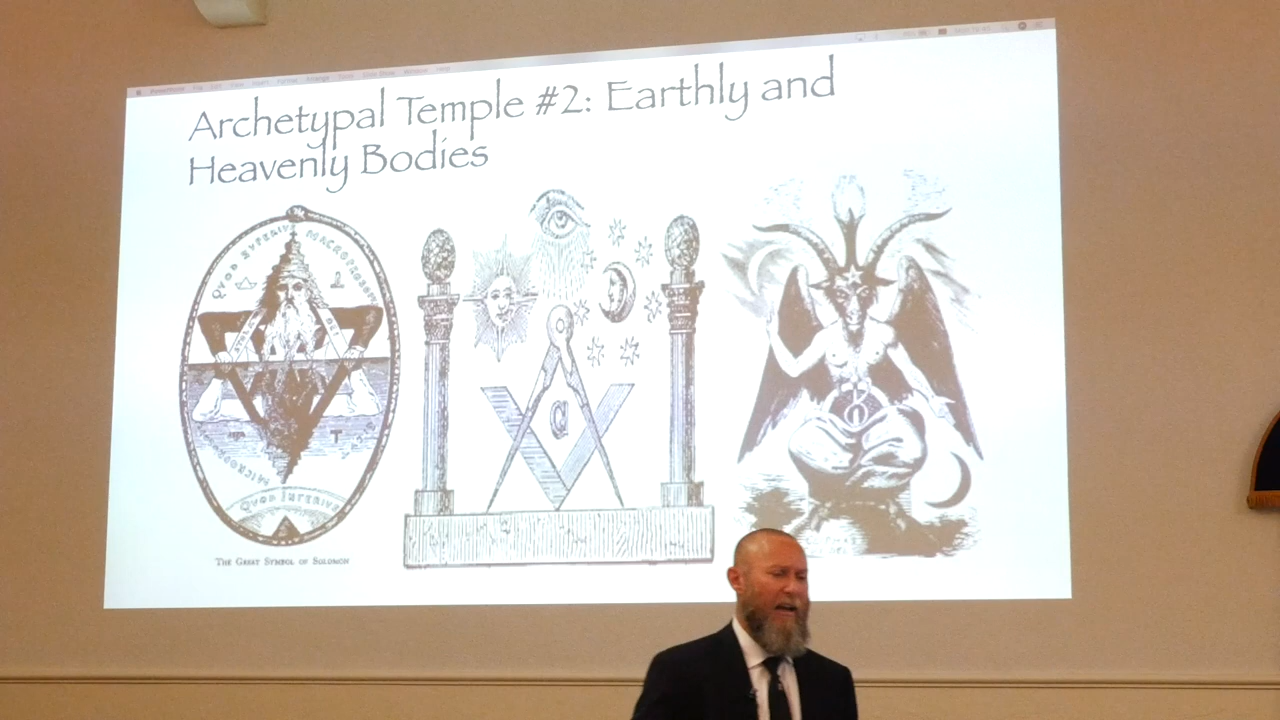 Archetypal Temple #2: Earthly and
Heavenly Bodies
QUOD SUPERIUS MACROPROSOPUS
G
QUOD INFERIUS
THE GREAT SYMBOL OF SOLOMON